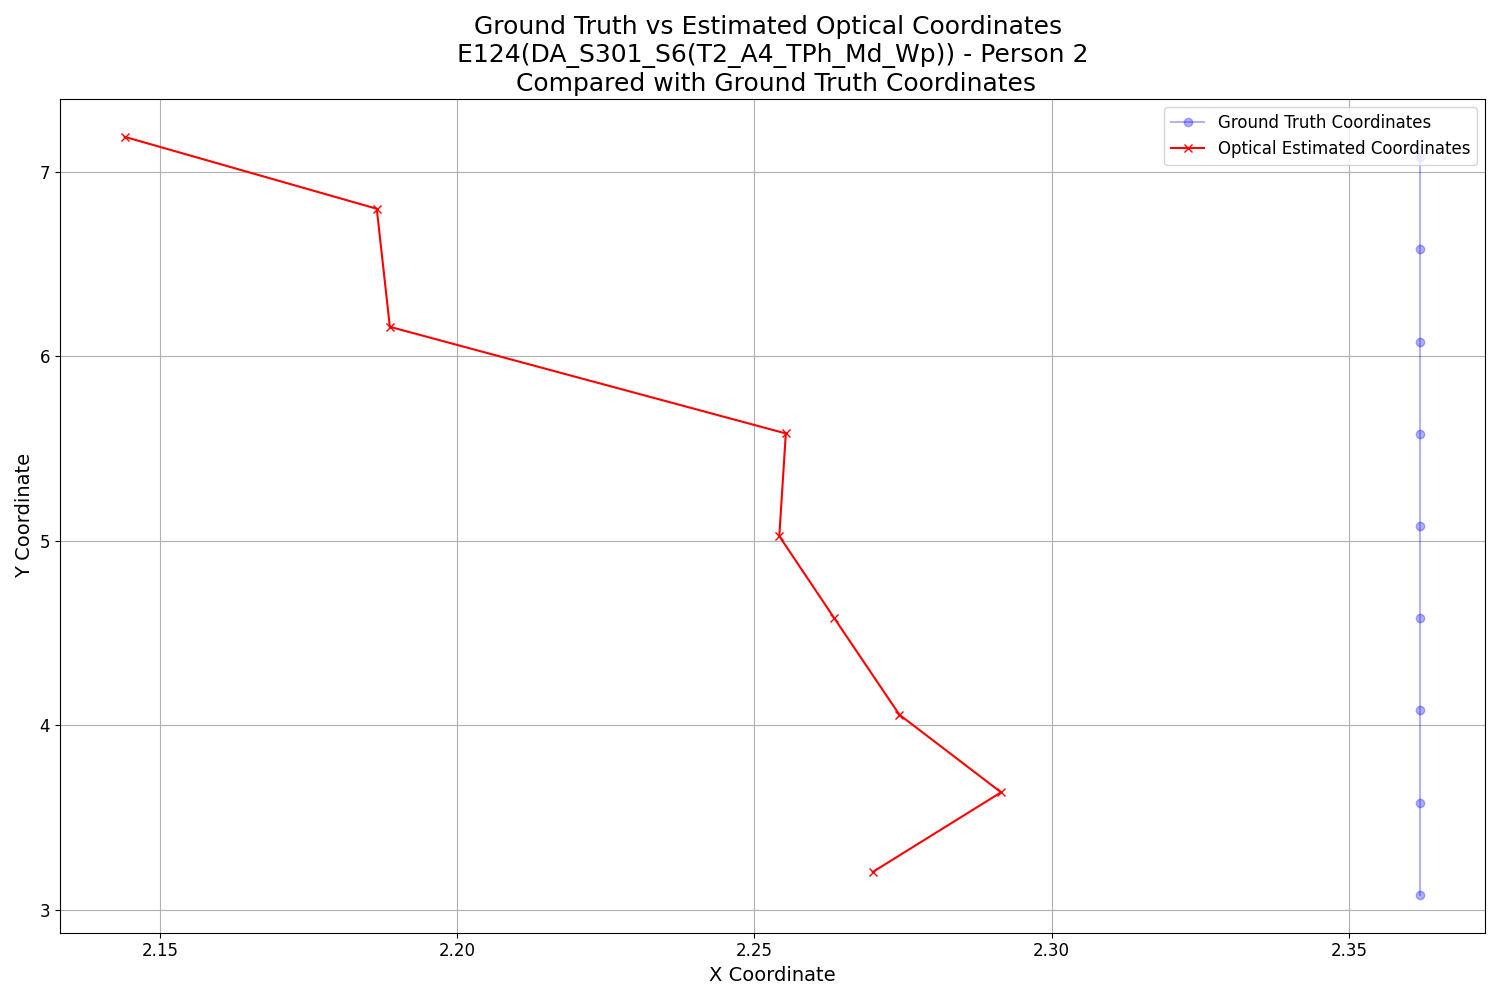 Ground Truth vs Estimated Optical Coordinates
E124(DA_S301_S6(T2_A4_TPh_Md_Wp)) - Person 2
Compared with Ground Truth Coordinates
Ground Truth Coordinates
Optical Estimated Coordinates
Y Coordinate
7
6
5
4
3
2.15
2.20
2.25
2.30
2.35
X Coordinate